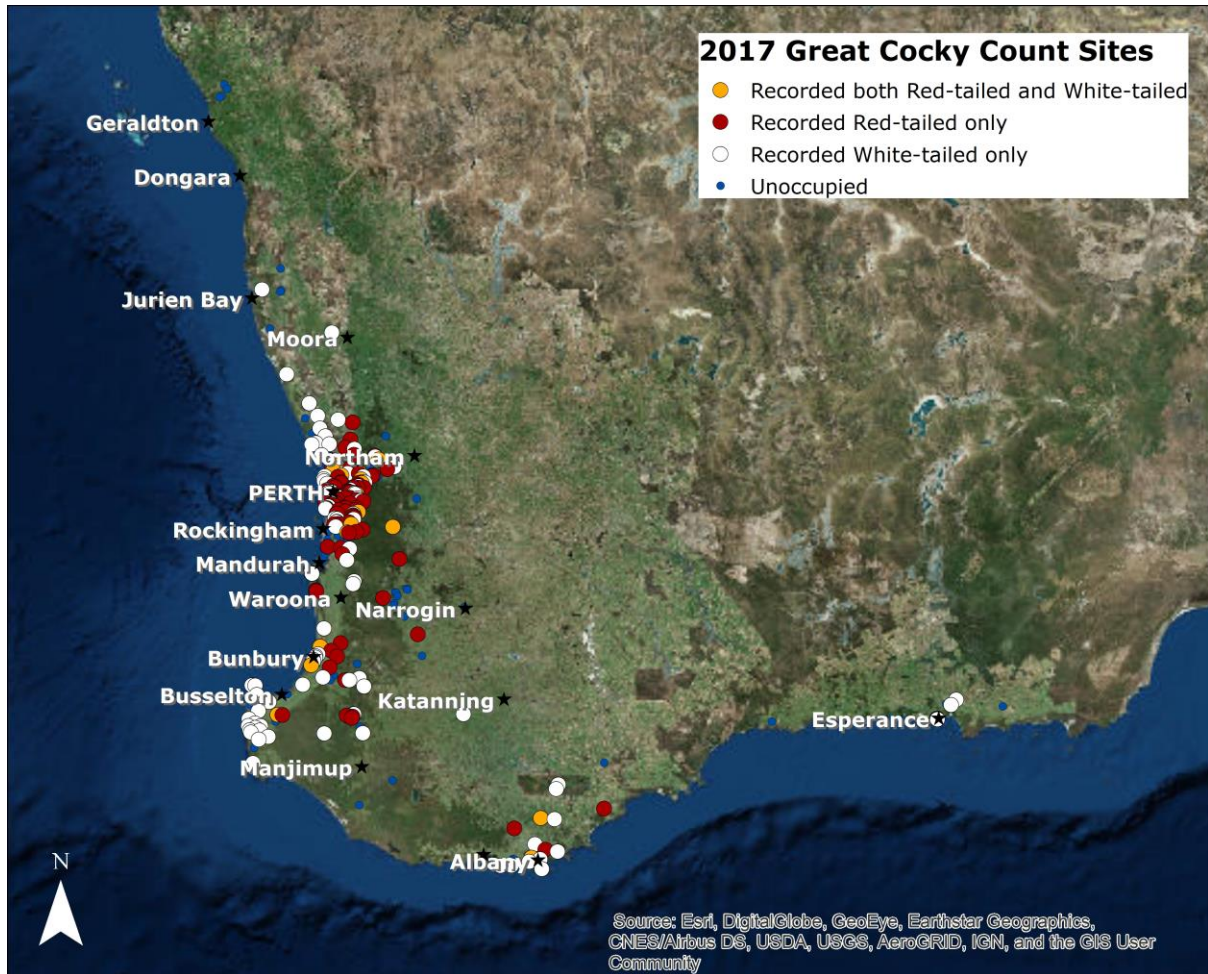 2017 Great Cocky Count Sites
Recorded both Red-tailed and White-tailed
Recorded Red-tailed only
Recorded White-tailed only
Unoccupied
Geraldton
Dongara
Jurien Bay
Moora
Northam
PERTH
Rockingham
Mandurah
Waroona
Narrogin
Bunbury
Busselton
Katanning
Esperance
Manjimup
Albany
N
Source: Esri, DigitalGlobe, GeoEye, Earthstar Geographics,
CNES/Airbus DS, USDA, USGS, AeroGRID, IGN, and the GIS User
Community